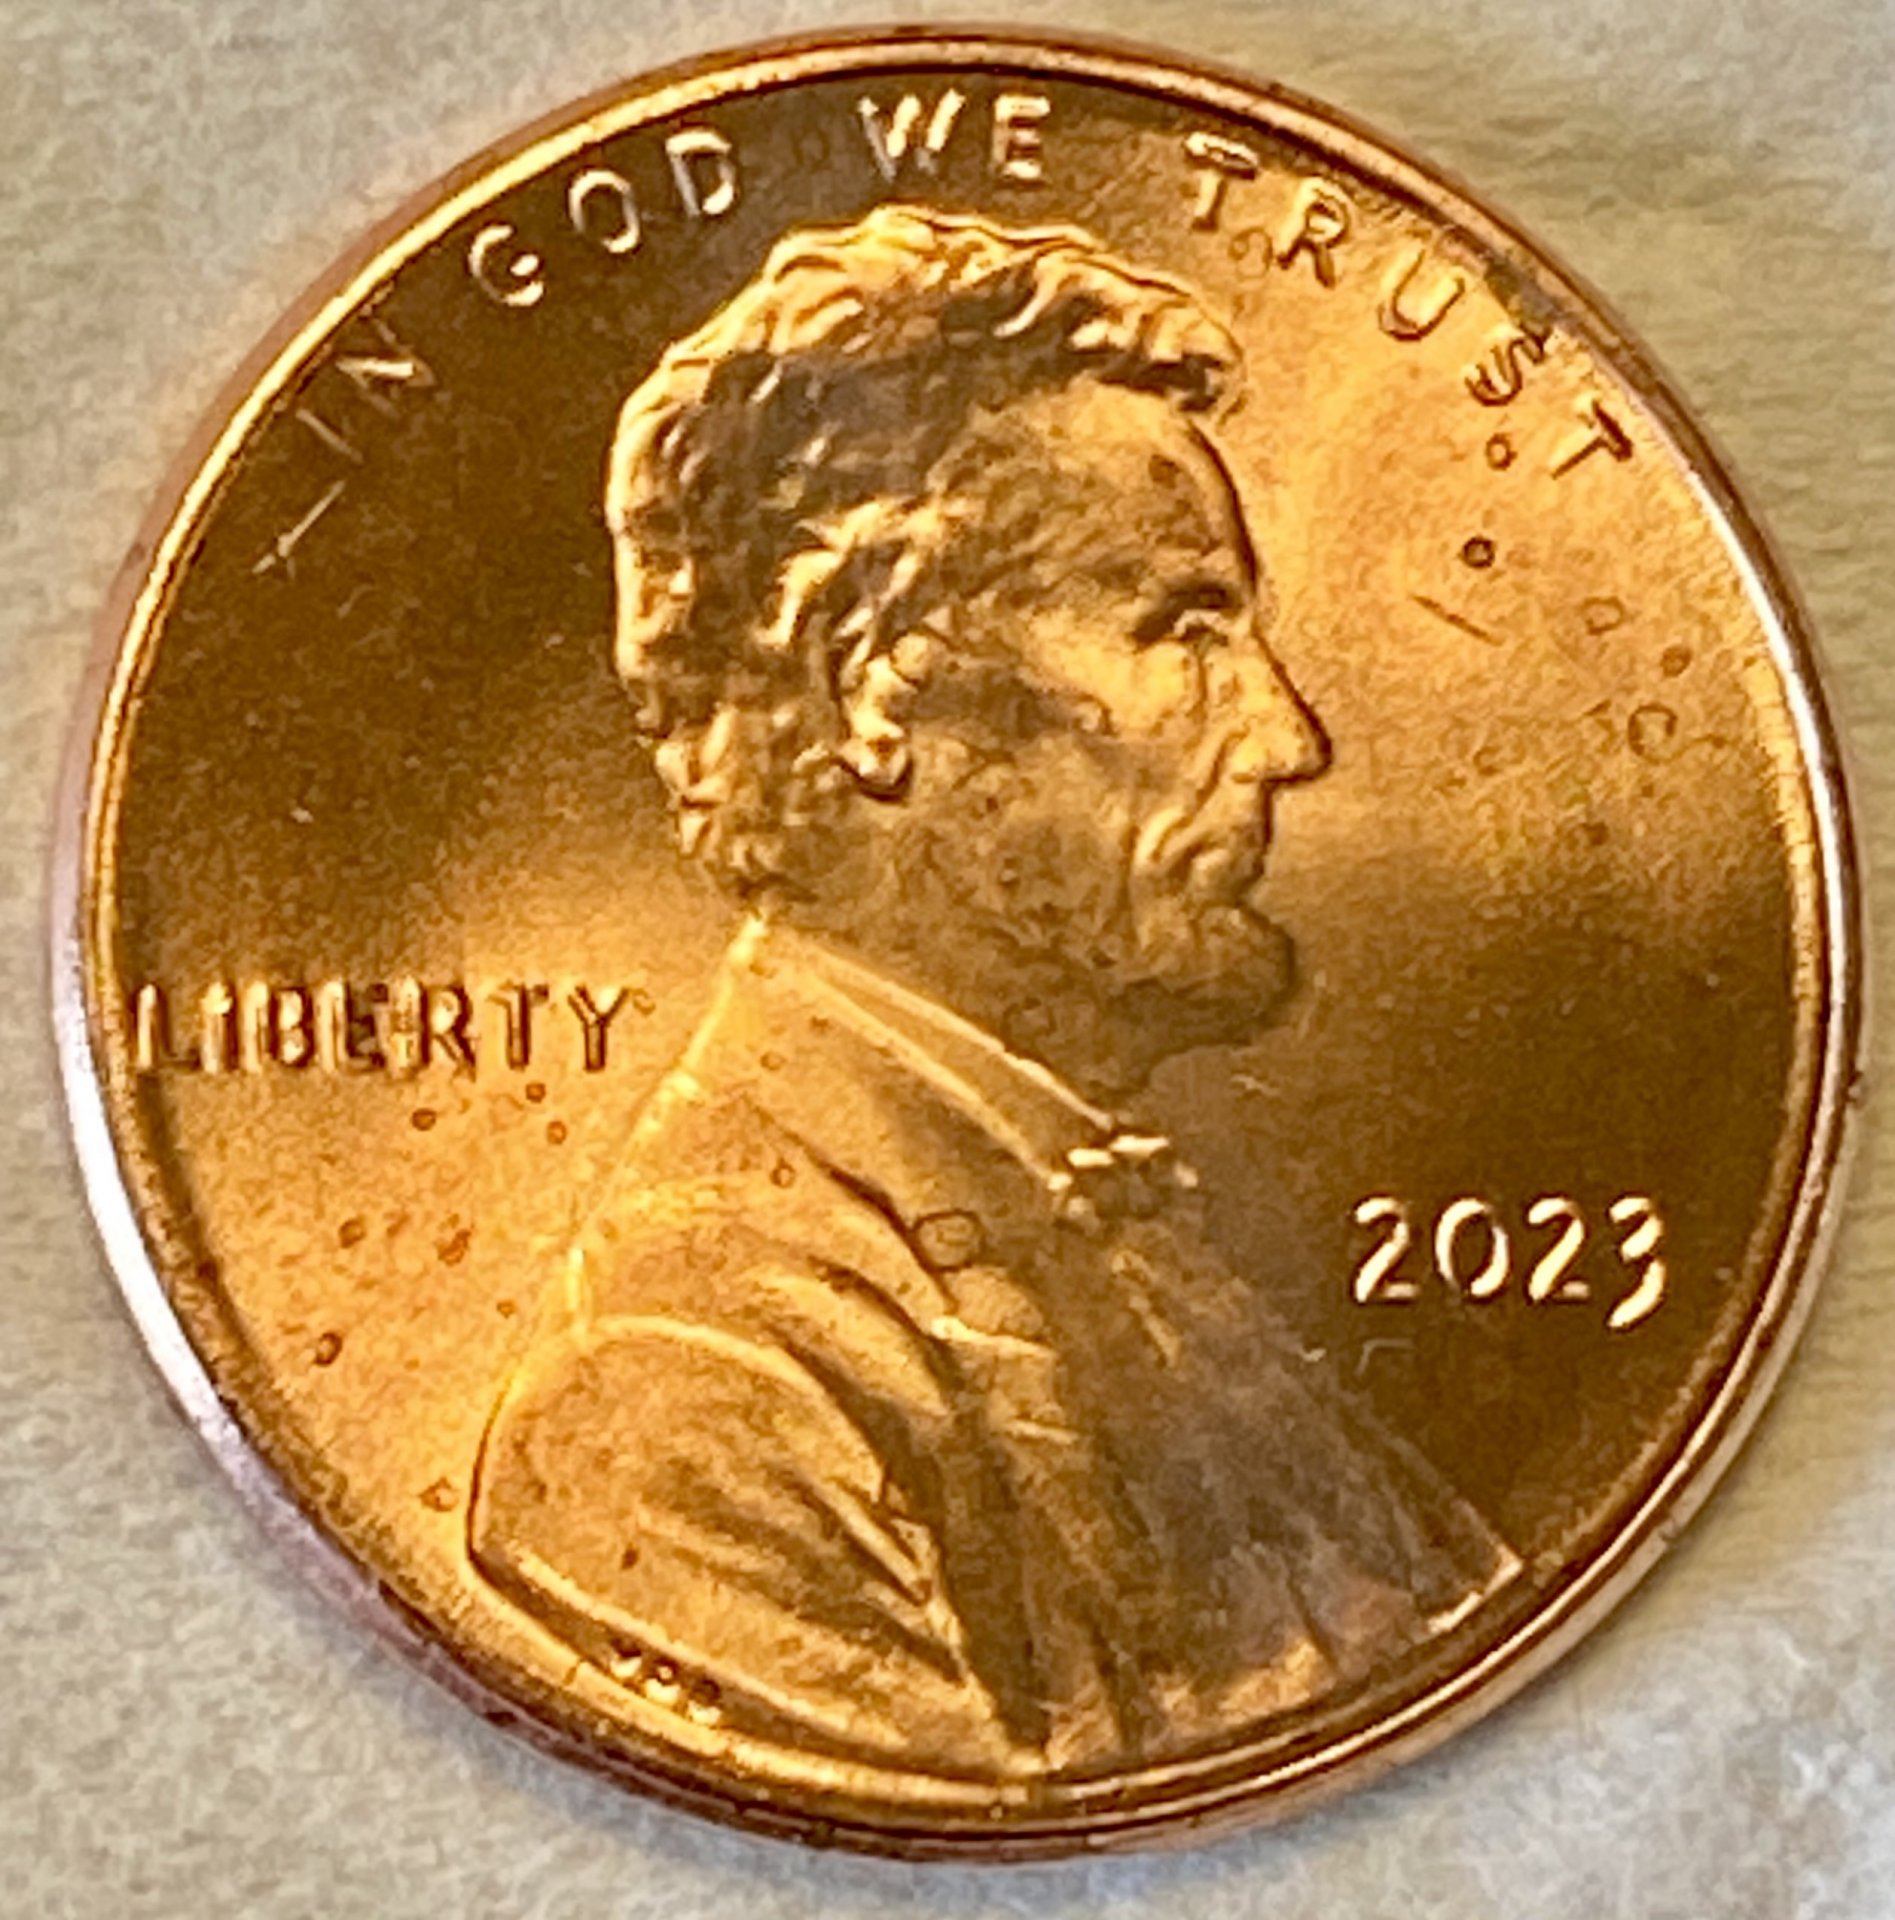 IN GOD WE TRUST
LIBERTY
2023